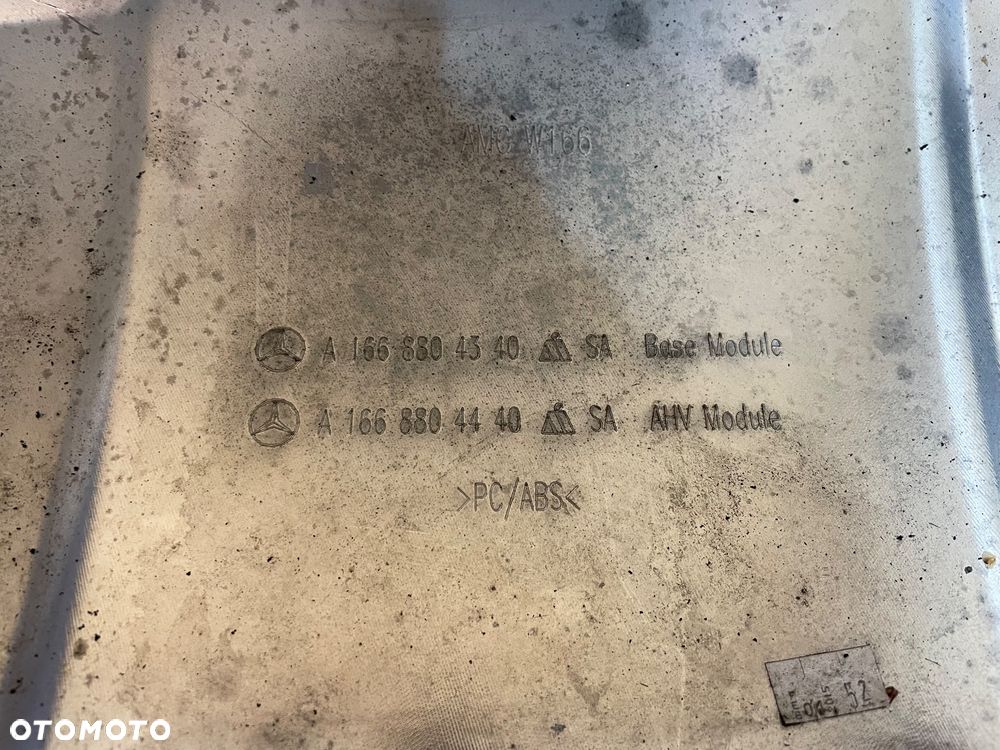 AMG W166
A 166 880 43 40 SA Base Module
A 166 880 44 40 SA AHV Module
>PC/ABS<
52
OTOMOTO